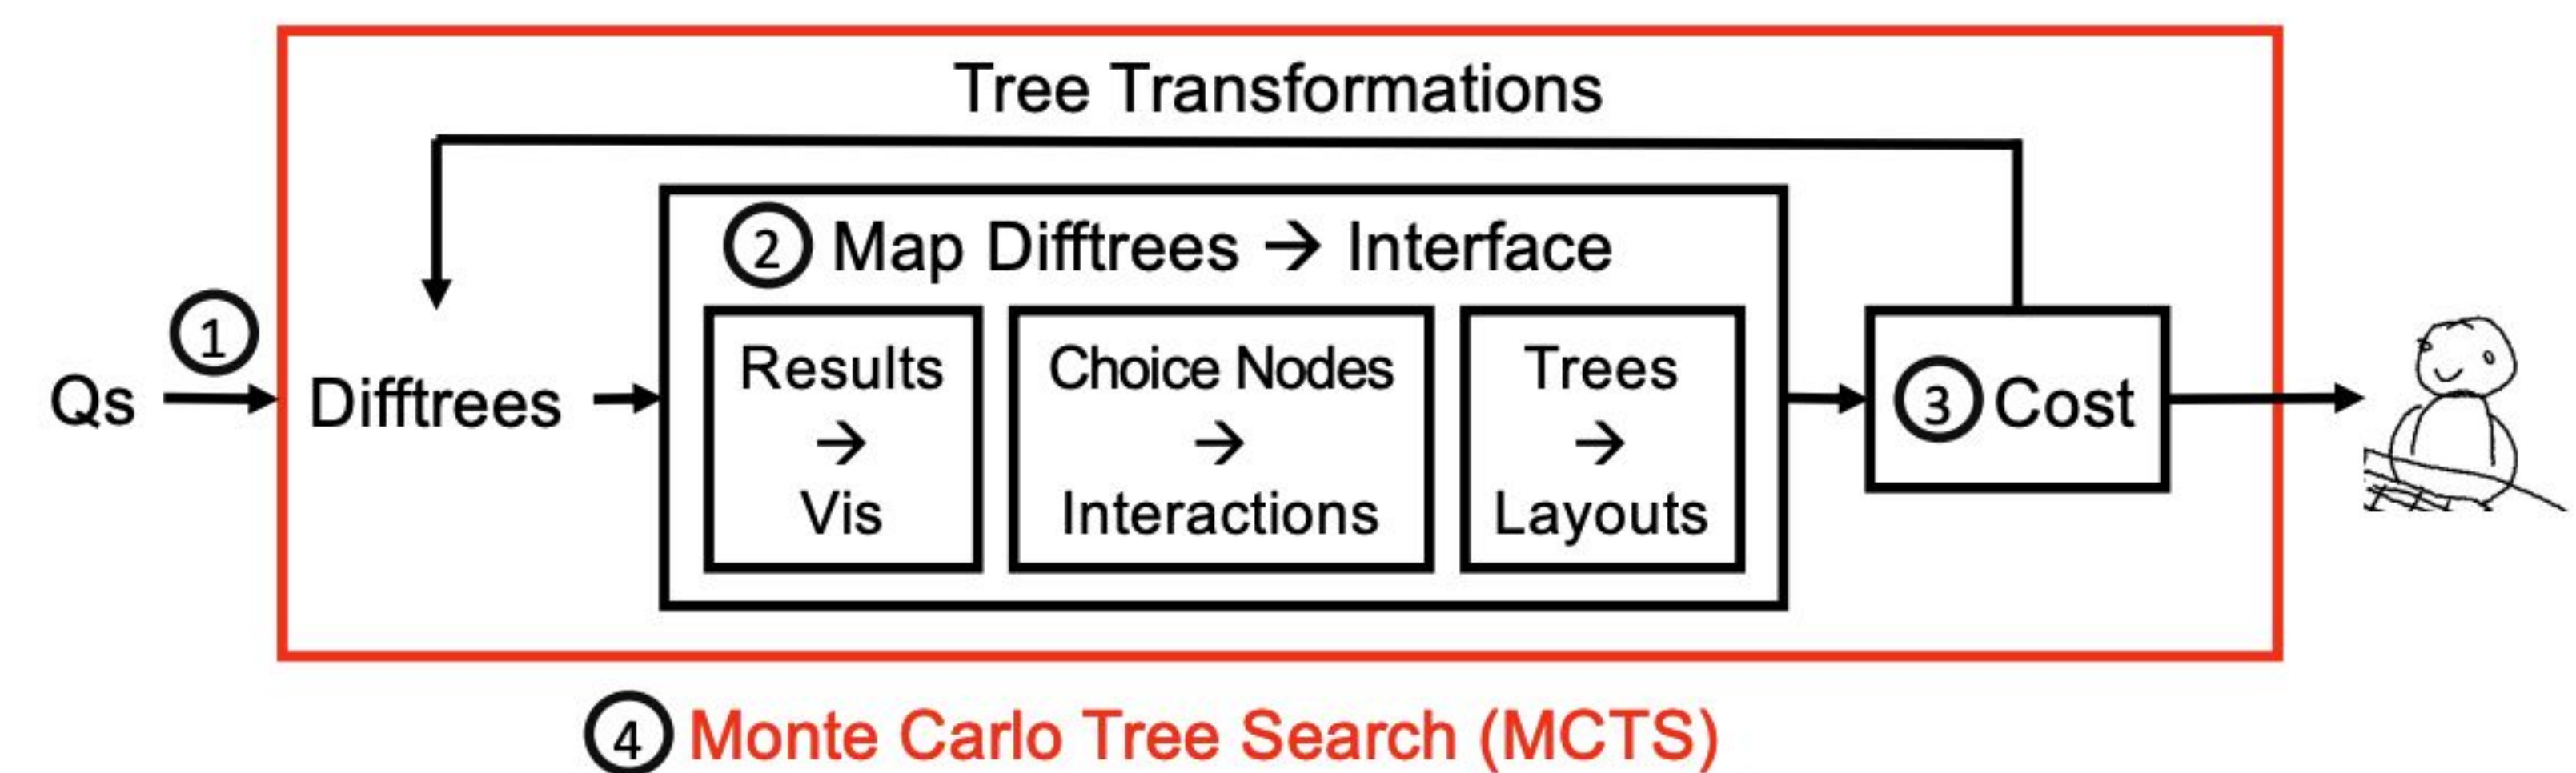 Tree Transformations
2 Map Difftrees → Interface
1
Qs
Difftrees
Results
→
Vis
Choice Nodes
→
Interactions
Trees
→
Layouts
3 Cost
4 Monte Carlo Tree Search (MCTS)